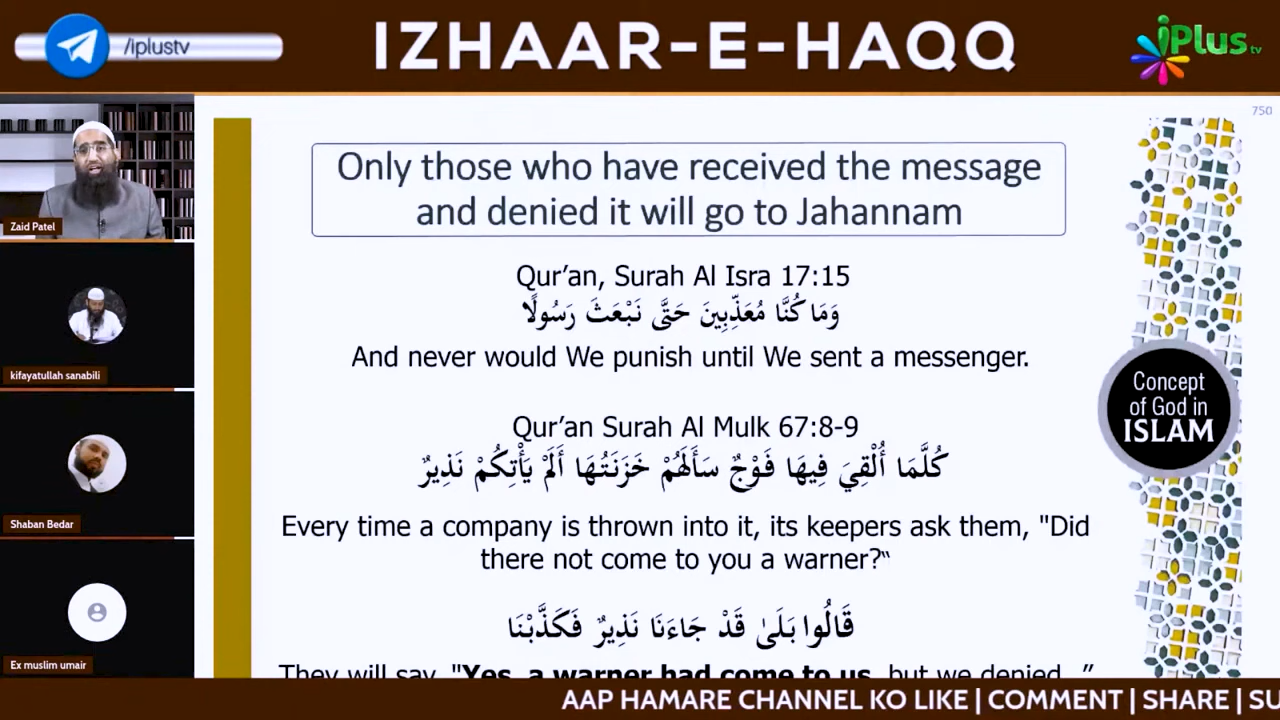 /iplustv
IZHAAR-E-HAQQ
iPlus tv
750
Zaid Patel
kifayatullah sanabili
Shaban Bedar
Ex muslim umair
Only those who have received the message
and denied it will go to Jahannam
Qur’an, Surah Al Isra 17:15
وَمَا كُنَّا مُعَذِّبِينَ حَتَّى نَبْعَثَ رَسُولًا
And never would We punish until We sent a messenger.
Qur’an Surah Al Mulk 67:8-9
كُلَّمَا أُلْقِيَ فِيهَا فَوْجٌ سَأَلَهُمْ خَزَنَتُهَا أَلَمْ يَأْتِكُمْ نَذِيرٌ
Every time a company is thrown into it, its keepers ask them, "Did
there not come to you a warner?"
قَالُوا بَلَىٰ قَدْ جَاءَنَا نَذِيرٌ فَكَذَّبْنَا
They will say, "Yes, a warner had come to us, but we denied...”
Concept
of God in
ISLAM
AAP HAMARE CHANNEL KO LIKE | COMMENT | SHARE | SU